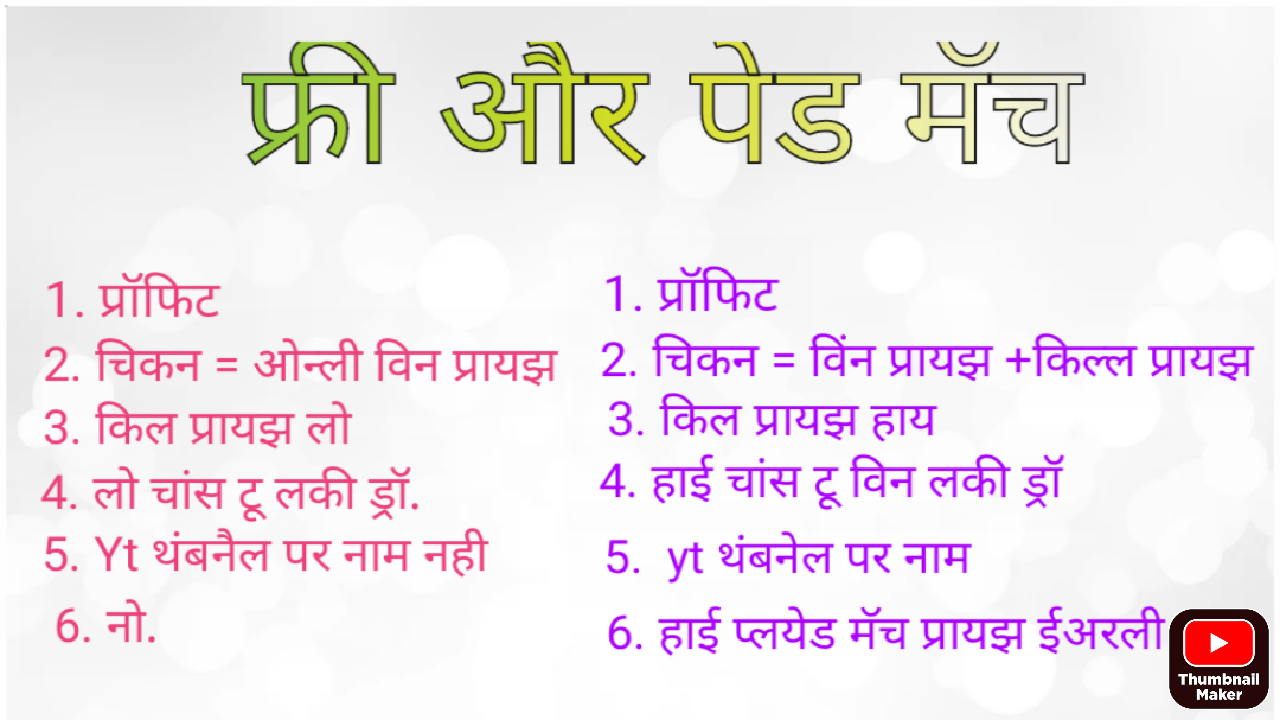 फ्री और पेड मॅच
1. प्रॉफिट
2. चिकन = ओन्ली विन प्रायझ
3. किल प्रायझ लो
4. लो चांस टू लकी ड्रॉ.
5. Yt थंबनैल पर नाम नही
6. नो.
1. प्रॉफिट
2. चिकन = विंन प्रायझ +किल्ल प्रायझ
3. किल प्रायझ हाय
4. हाई चांस टू विन लकी ड्रॉ
5. yt थंबनेल पर नाम
6. हाई प्लयेड मॅच प्रायझ ईअरली
Thumbnail
Maker